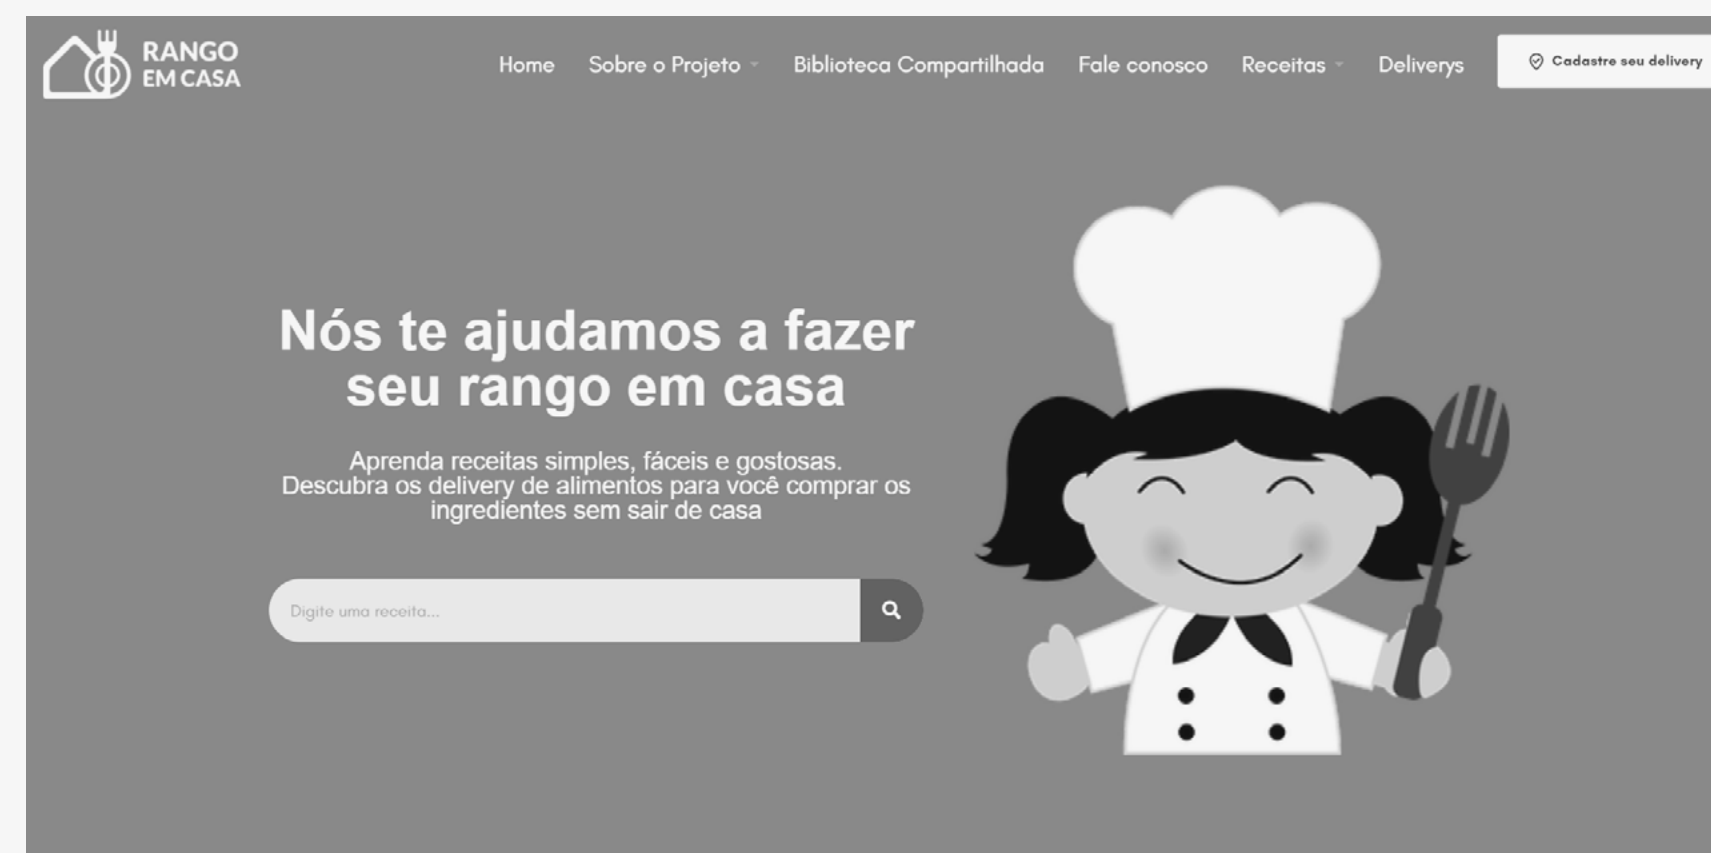 RANGO
EM CASA
Home Sobre o Projeto Biblioteca Compartilhada Fale conosco Receitas Deliverys Cadastre seu delivery
Nós te ajudamos a fazer
seu rango em casa
Aprenda receitas simples, fáceis e gostosas.
Descubra os delivery de alimentos para você comprar os
ingredientes sem sair de casa
Digite uma receita...